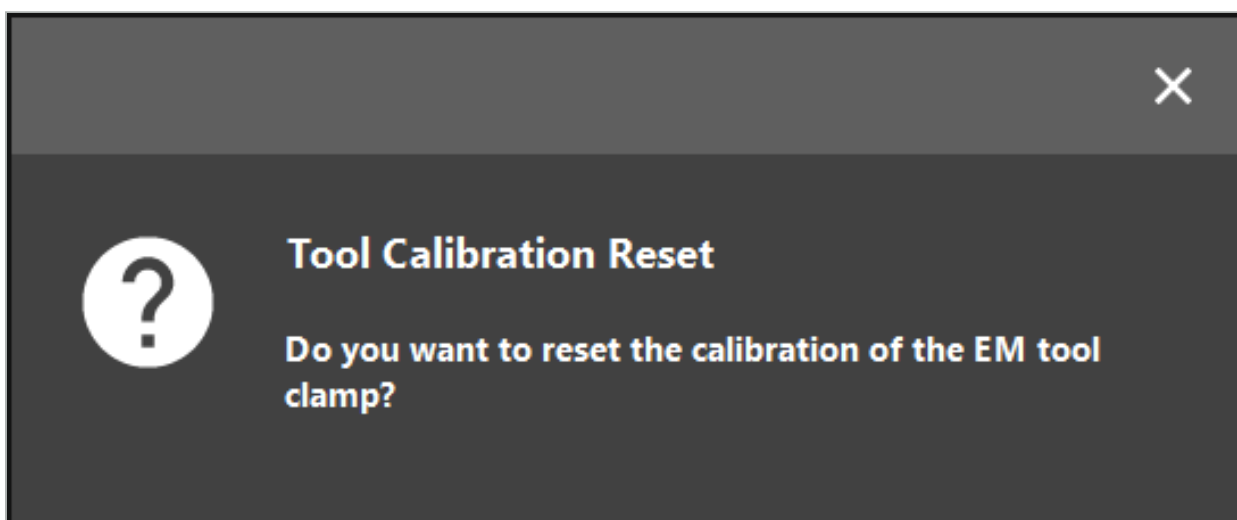 Tool Calibration Reset
Do you want to reset the calibration of the EM tool
clamp?